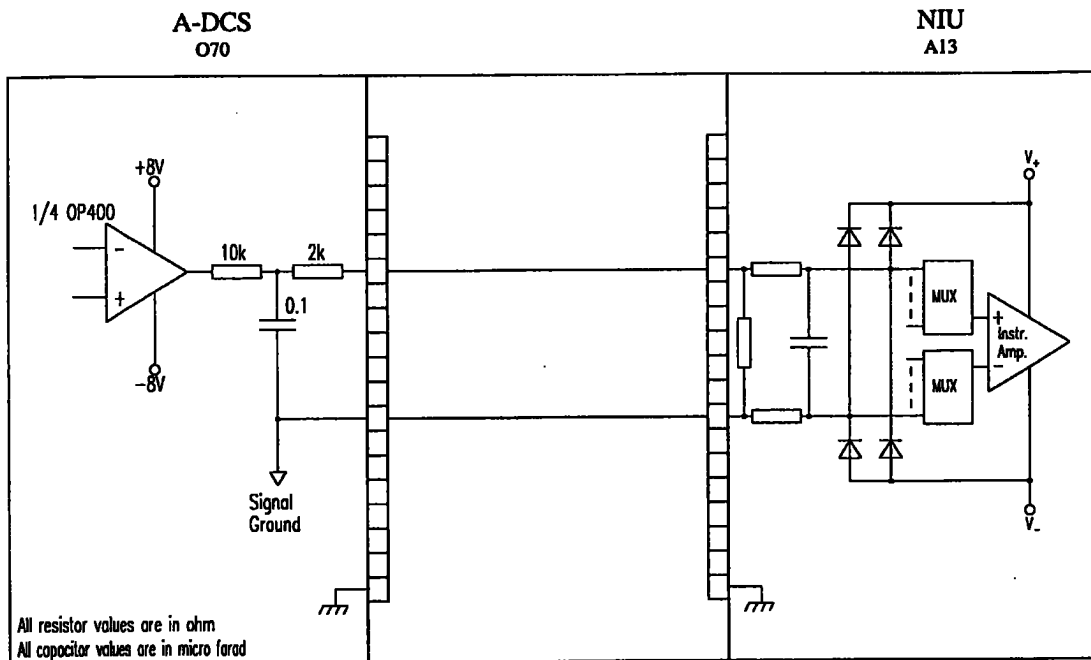 A-DCS
O70
NIU
A13
+8V
1/4 OP400
10k
2k
-
+
0.1
-8V
Signal
Ground
V+
MUX
+
Instr.
Amp.
-
MUX
V-
All resistor values are in ohm
All capacitor values are in micro farad